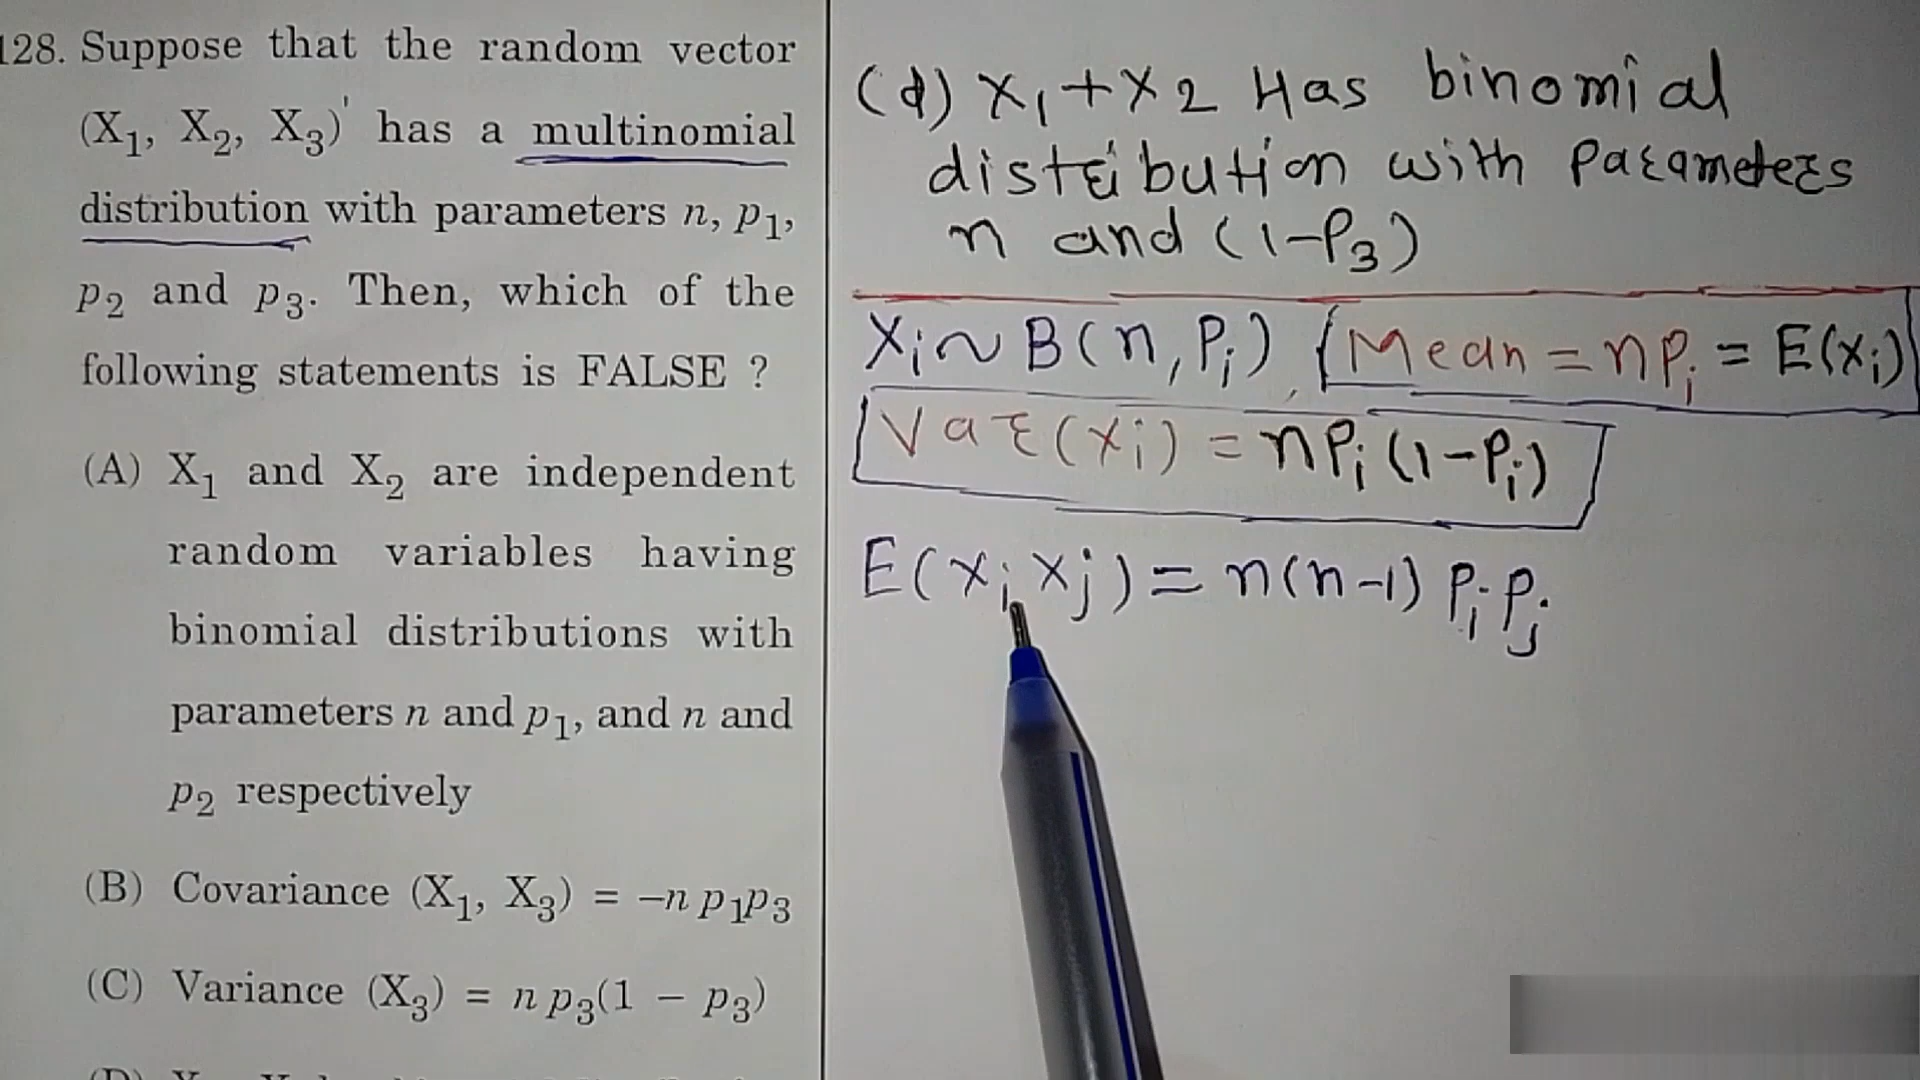 128. Suppose that the random vector
(X₁, X₂, X₃)' has a multinomial
distribution with parameters n, p₁,
p₂ and p₃. Then, which of the
following statements is FALSE ?
(A) X₁ and X₂ are independent
random variables having
binomial distributions with
parameters n and p₁, and n and
p₂ respectively
(B) Covariance (X₁, X₃) = –n p₁p₃
(C) Variance (X₃) = n p₃(1 – p₃)
(d) X₁+X₂ Has binomial
distribution with Parameters
n and (1-P₃)
Xᵢ~B(n,Pᵢ), Mean = nPᵢ = E(Xᵢ)
Var(Xᵢ) = nPᵢ(1-Pᵢ)
E(XᵢXⱼ) = n(n-1) PᵢPⱼ